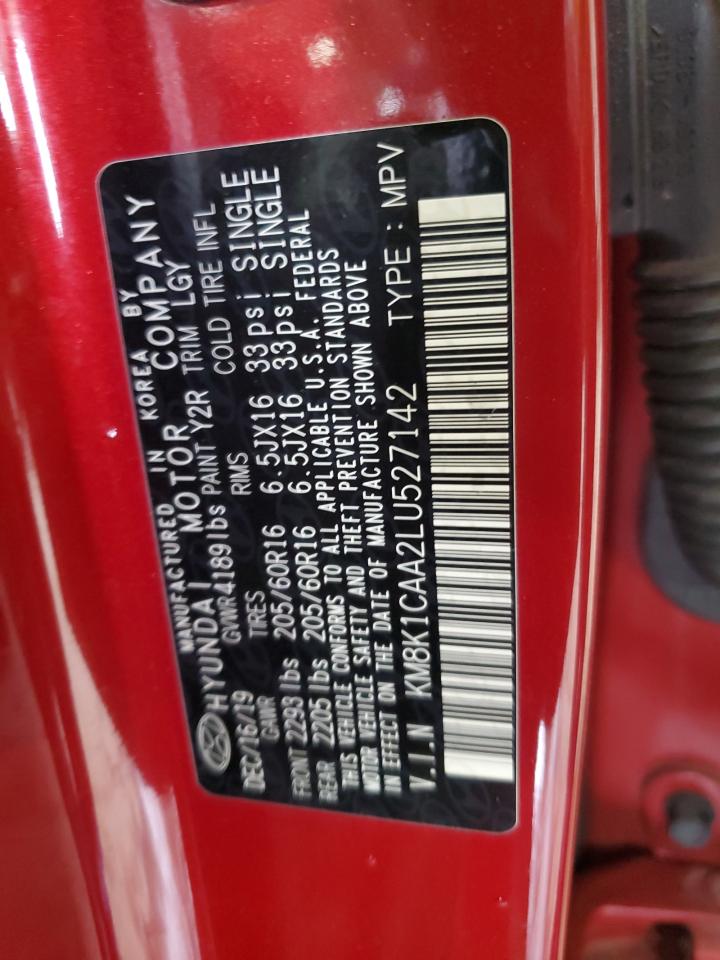 MANUFACTURED IN KOREA BY
HYUNDAI MOTOR COMPANY
DEC/16/19 GVWR 4189 lbs PAINT Y2R TRIM LGY
GAWR TIRES RIMS COLD TIRE INFL
FRONT 2293 lbs 205/60R16 6.5JX16 33psi SINGLE
REAR 2205 lbs 205/60R16 6.5JX16 33psi SINGLE
THIS VEHICLE CONFORMS TO ALL APPLICABLE U.S.A. FEDERAL
MOTOR VEHICLE SAFETY AND THEFT PREVENTION STANDARDS
IN EFFECT ON THE DATE OF MANUFACTURE SHOWN ABOVE
V.I.N KM8K1CAA2LU527142 TYPE : MPV